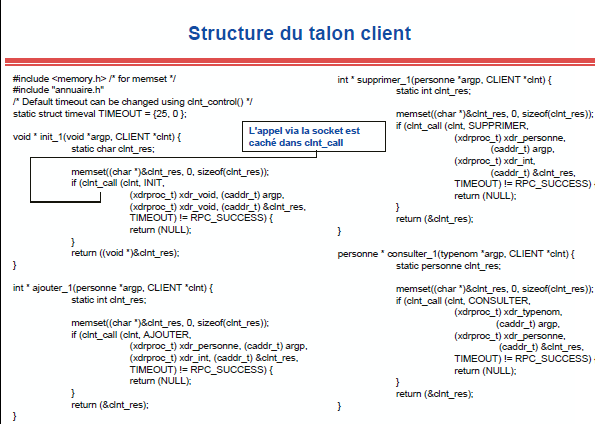 Structure du talon client
#include <memory.h> /* for memset */
#include "annuaire.h"
/* Default timeout can be changed using clnt_control() */
static struct timeval TIMEOUT = {25, 0 };
void * init_1(void *argp, CLIENT *clnt) {
static char clnt_res;
memset((char *)&clnt_res, 0, sizeof(clnt_res));
if (clnt_call (clnt, INIT,
(xdrproc_t) xdr_void, (caddr_t) argp,
(xdrproc_t) xdr_void, (caddr_t) &clnt_res,
TIMEOUT) != RPC_SUCCESS) {
return (NULL);
}
return ((void *)&clnt_res);
}
int * ajouter_1(personne *argp, CLIENT *clnt) {
static int clnt_res;
memset((char *)&clnt_res, 0, sizeof(clnt_res));
if (clnt_call (clnt, AJOUTER,
(xdrproc_t) xdr_personne, (caddr_t) argp,
(xdrproc_t) xdr_int, (caddr_t) &clnt_res,
TIMEOUT) != RPC_SUCCESS) {
return (NULL);
}
return (&clnt_res);
}
L'appel via la socket est
caché dans clnt_call
int * supprimer_1(personne *argp, CLIENT *clnt) {
static int clnt_res;
memset((char *)&clnt_res, 0, sizeof(clnt_res));
if (clnt_call (clnt, SUPPRIMER,
(xdrproc_t) xdr_personne,
(caddr_t) argp,
(xdrproc_t) xdr_int,
(caddr_t) &clnt_res,
TIMEOUT) != RPC_SUCCESS)
return (NULL);
}
return (&clnt_res);
}
personne * consulter_1(typenom *argp, CLIENT *clnt) {
static personne clnt_res;
memset((char *)&clnt_res, 0, sizeof(clnt_res));
if (clnt_call (clnt, CONSULTER,
(xdrproc_t) xdr_typenom,
(caddr_t) argp,
(xdrproc_t) xdr_personne,
(caddr_t) &clnt_res,
TIMEOUT) != RPC_SUCCESS)
return (NULL);
}
return (&clnt_res);
}